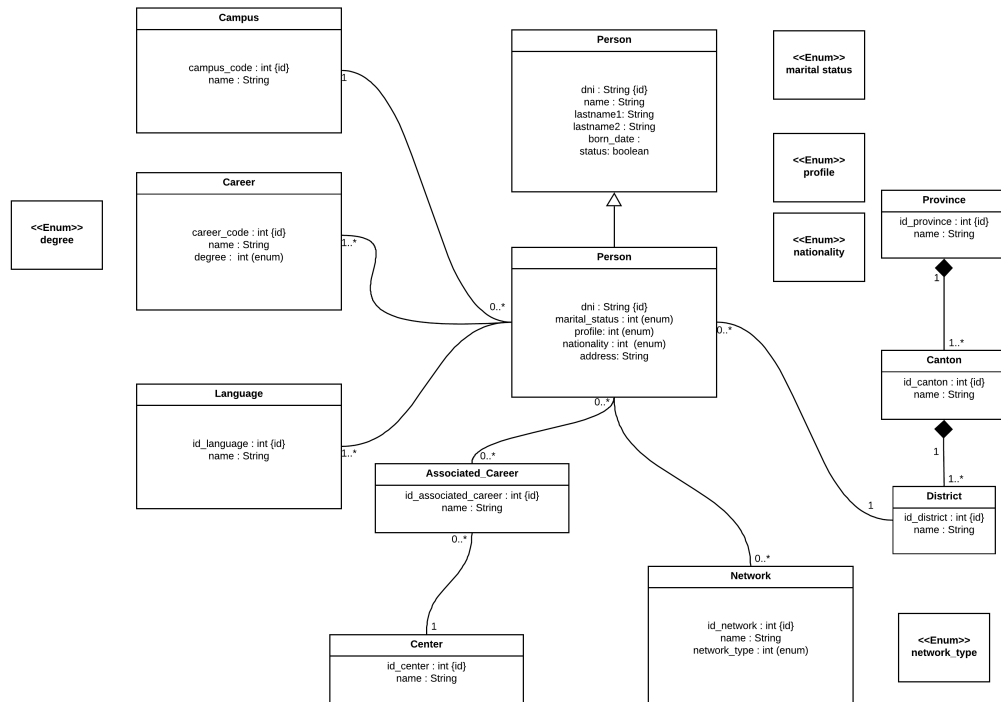 Campus
campus_code : int {id}
name : String
1
Person
dni : String {id}
name : String
lastname1: String
lastname2 : String
born_date :
status: boolean
<<Enum>>
marital status
<<Enum>>
profile
<<Enum>>
nationality
<<Enum>>
degree
Career
career_code : int {id}
name : String
degree : int (enum)
1..*
Province
id_province : int {id}
name : String
1
1..*
Person
dni : String {id}
marital_status : int (enum)
profile: int (enum)
nationality : int (enum)
address: String
0..*
0..*
0..*
Canton
id_canton : int {id}
name : String
1
1..*
Language
id_language : int {id}
name : String
1..*
Associated_Career
id_associated_career : int {id}
name : String
0..*
0..*
District
id_district : int {id}
name : String
1
Network
id_network : int {id}
name : String
network_type : int (enum)
0..*
Center
id_center : int {id}
name : String
1
<<Enum>>
network_type